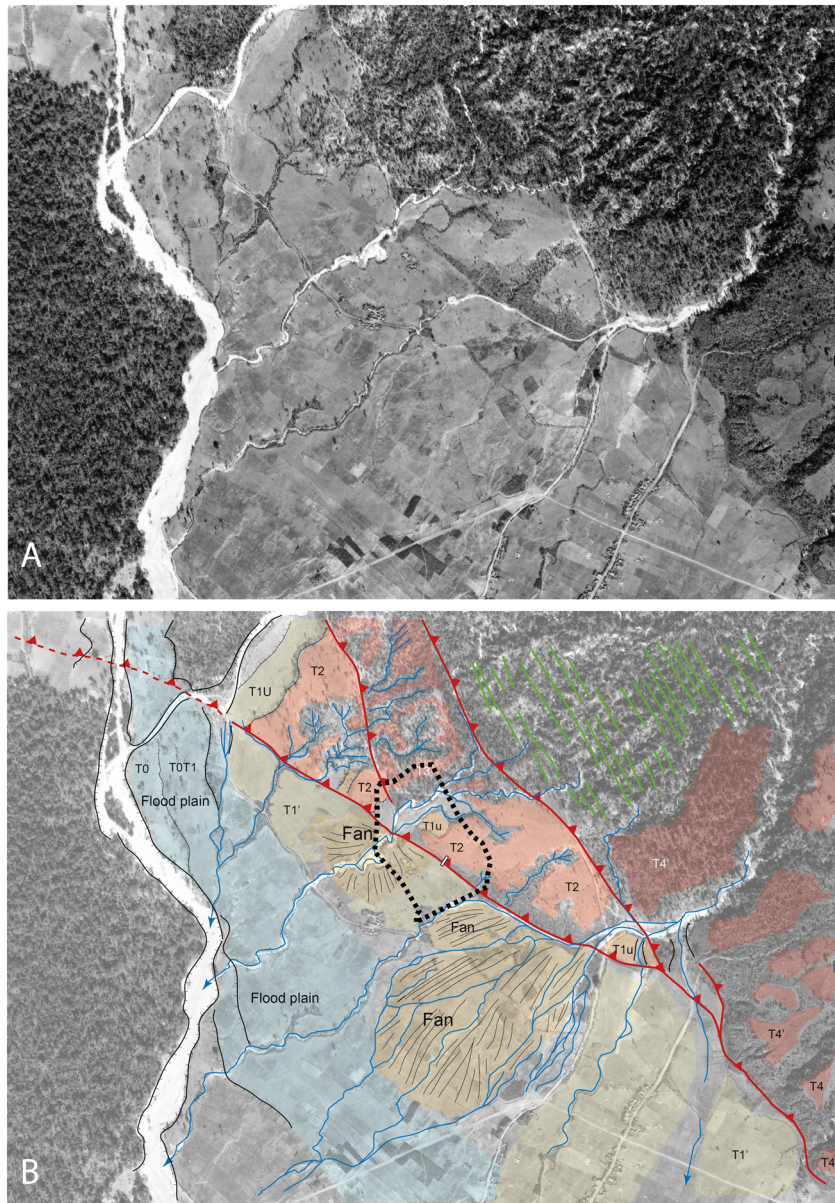 A
T1U
T2
T0
T0T1
Flood plain
T1'
T2
Fan
T1u
T2
T2
T4'
Fan
T1u
Flood plain
Fan
T4'
T4
T1'
T4
B